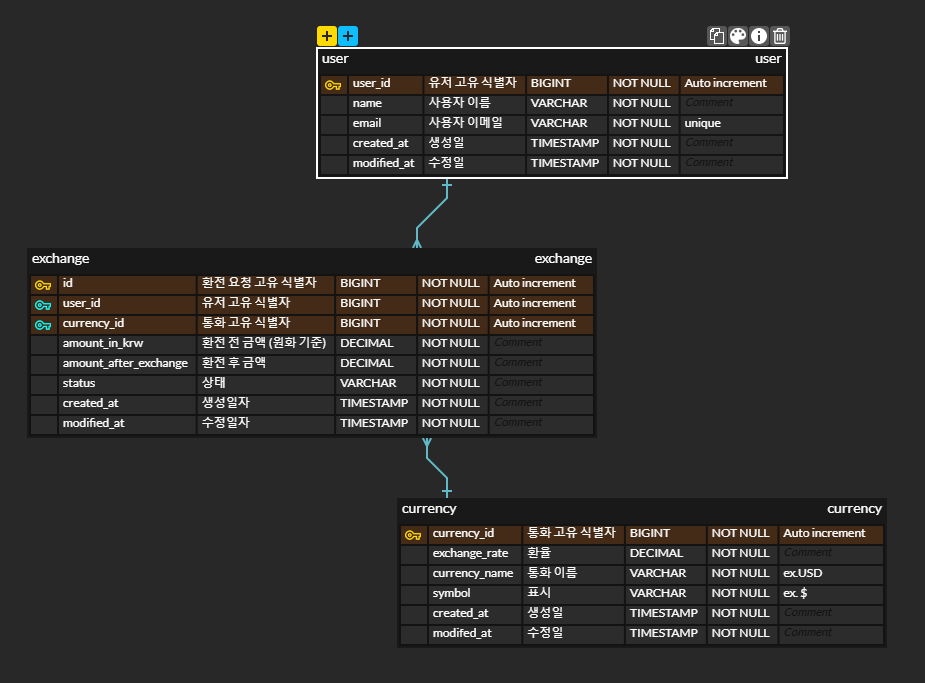 user user
user_id 유저 고유 식별자 BIGINT NOT NULL Auto increment
name 사용자 이름 VARCHAR NOT NULL Comment
email 사용자 이메일 VARCHAR NOT NULL unique
created_at 생성일 TIMESTAMP NOT NULL Comment
modified_at 수정일 TIMESTAMP NOT NULL Comment
exchange exchange
id 환전 요청 고유 식별자 BIGINT NOT NULL Auto increment
user_id 유저 고유 식별자 BIGINT NOT NULL Auto increment
currency_id 통화 고유 식별자 BIGINT NOT NULL Auto increment
amount_in_krw 환전 전 금액 (원화 기준) DECIMAL NOT NULL Comment
amount_after_exchange 환전 후 금액 DECIMAL NOT NULL Comment
status 상태 VARCHAR NOT NULL Comment
created_at 생성일자 TIMESTAMP NOT NULL Comment
modified_at 수정일자 TIMESTAMP NOT NULL Comment
currency currency
currency_id 통화 고유 식별자 BIGINT NOT NULL Auto increment
exchange_rate 환율 DECIMAL NOT NULL Comment
currency_name 통화 이름 VARCHAR NOT NULL ex.USD
symbol 표시 VARCHAR NOT NULL ex. $
created_at 생성일 TIMESTAMP NOT NULL Comment
modifed_at 수정일 TIMESTAMP NOT NULL Comment